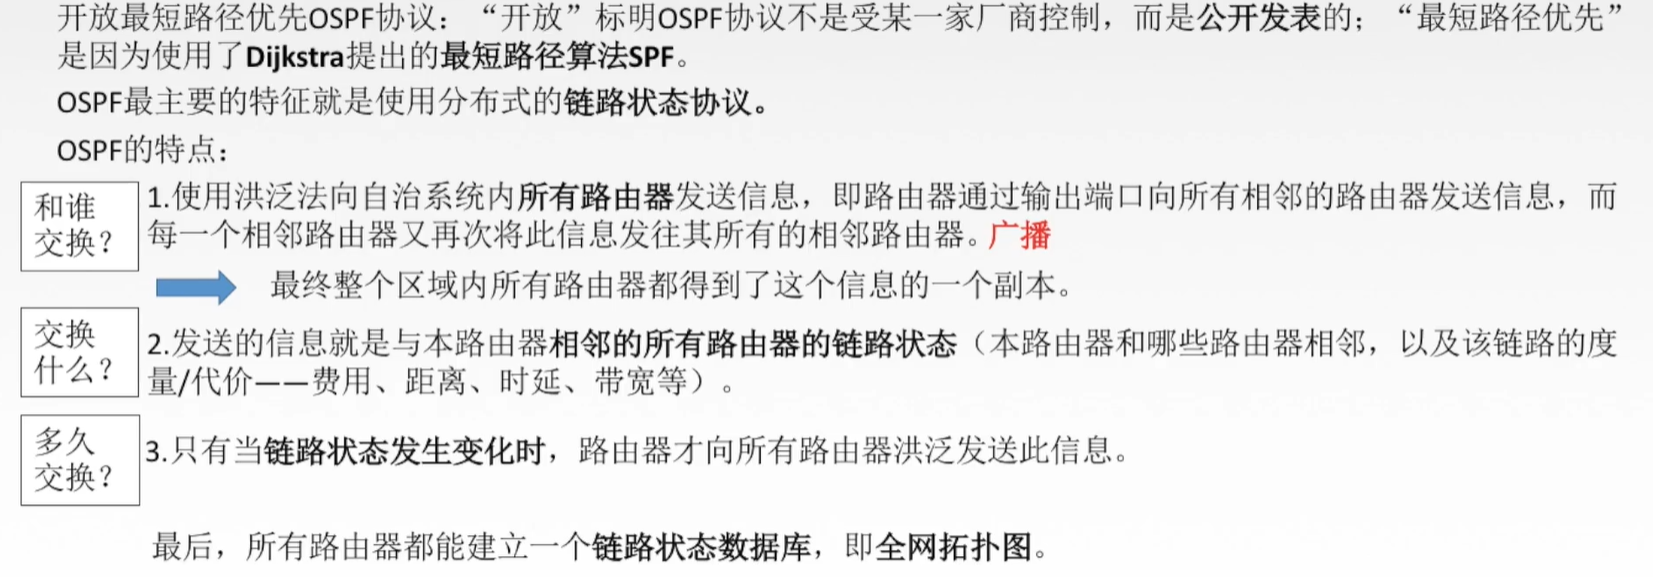 开放最短路径优先OSPF协议：“开放”标明OSPF协议不是受某一家厂商控制，而是公开发表的；“最短路径优先”
是因为使用了Dijkstra提出的最短路径算法SPF。
OSPF最主要的特征就是使用分布式的链路状态协议。
OSPF的特点：
和谁
交换？
1.使用洪泛法向自治系统内所有路由器发送信息，即路由器通过输出端口向所有相邻的路由器发送信息，而
每一个相邻路由器又再次将此信息发往其所有的相邻路由器。广播
最终整个区域内所有路由器都得到了这个信息的一个副本。
交换
什么？
2.发送的信息就是与本路由器相邻的所有路由器的链路状态（本路由器和哪些路由器相邻，以及该链路的度
量/代价——费用、距离、时延、带宽等）。
多久
交换？
3.只有当链路状态发生变化时，路由器才向所有路由器洪泛发送此信息。
最后，所有路由器都能建立一个链路状态数据库，即全网拓扑图。